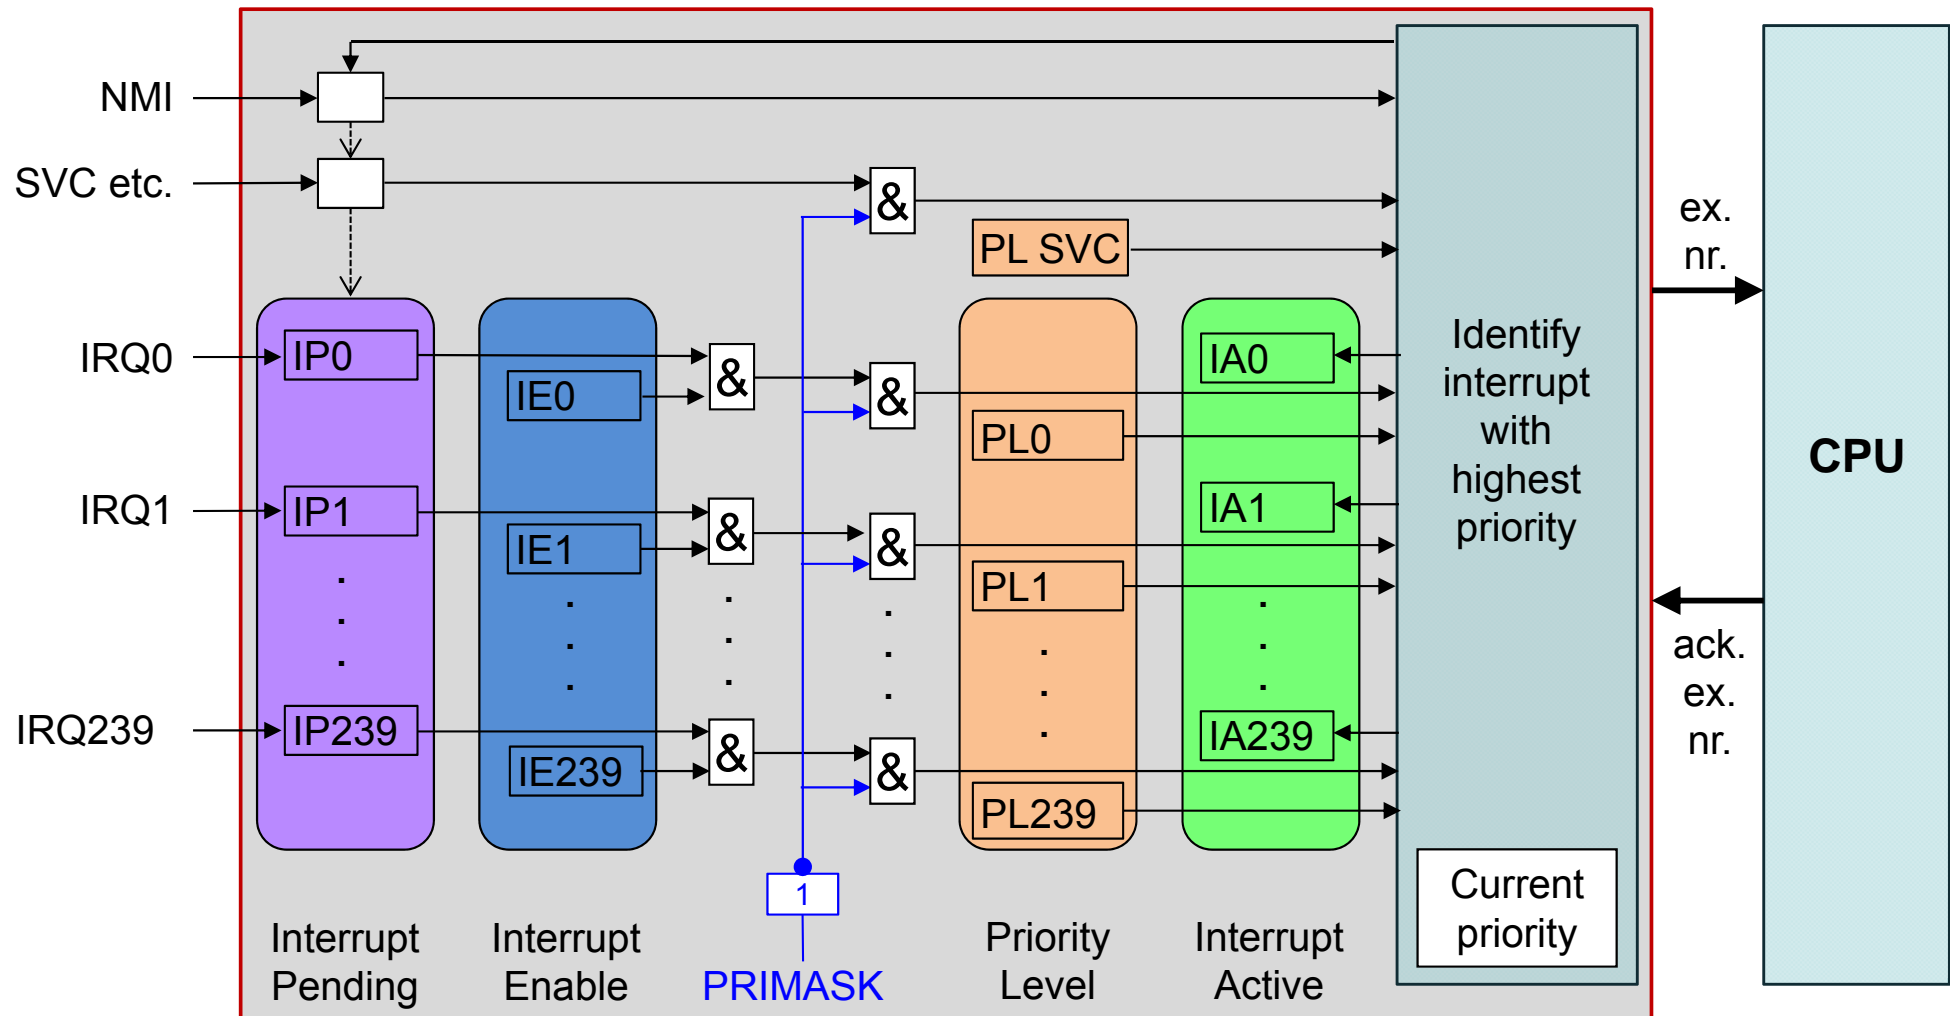 NMI
SVC etc.
&
PL SVC
ex.
nr.
IRQ0
IP0
IE0
&
&
PL0
IA0
IRQ1
IP1
IE1
&
&
PL1
IA1
IRQ239
IP239
IE239
&
&
PL239
IA239
Identify
interrupt
with
highest
priority
CPU
ack.
ex.
nr.
Current
priority
1
Interrupt
Pending
Interrupt
Enable
PRIMASK
Priority
Level
Interrupt
Active